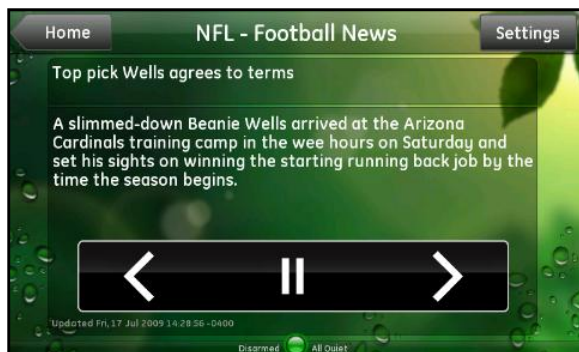 Home
NFL - Football News
Settings
Top pick Wells agrees to terms
A slimmed-down Beanie Wells arrived at the Arizona
Cardinals training camp in the wee hours on Saturday and
set his sights on winning the starting running back job by the
time the season begins.
Updated Fri, 17 Jul 2009 14:28:56 -0400
Disarmed
All Quiet